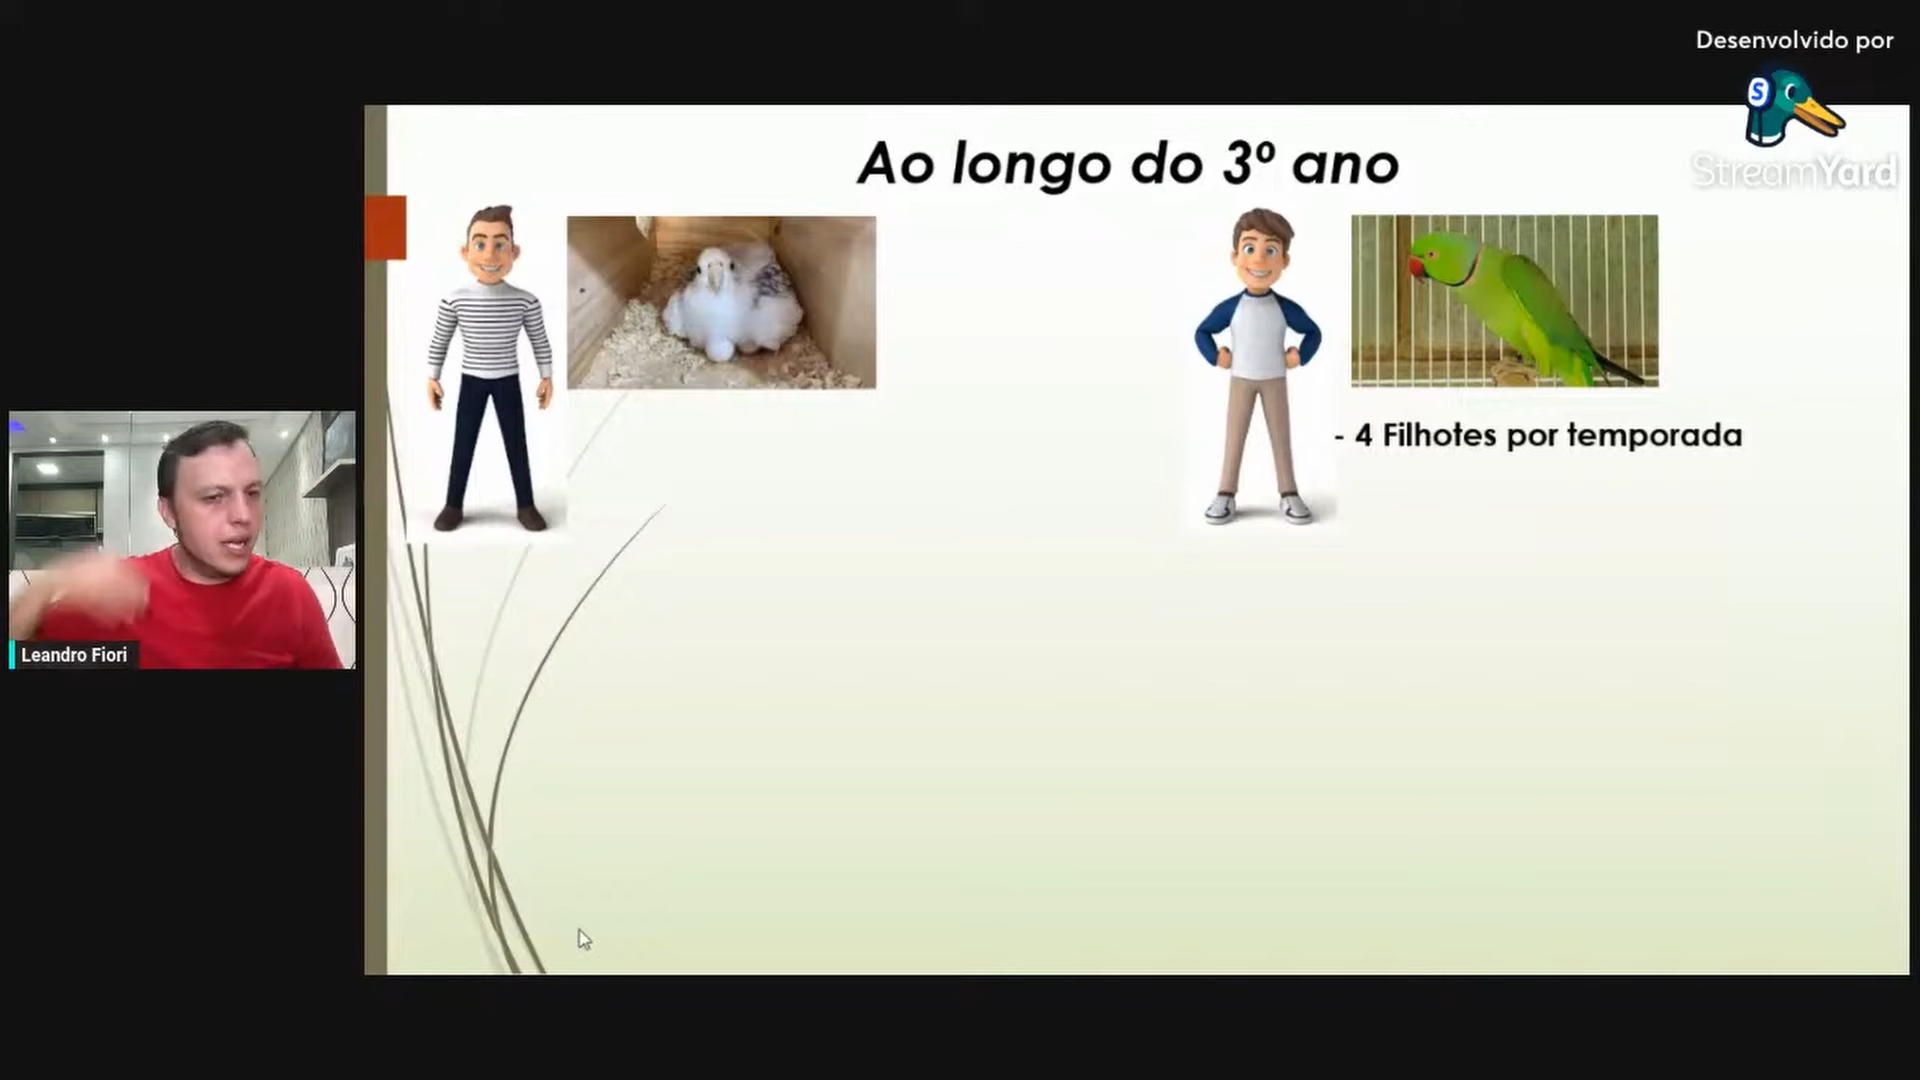 Desenvolvido por
S
StreamYard
Ao longo do 3º ano
- 4 Filhotes por temporada
Leandro Fiori